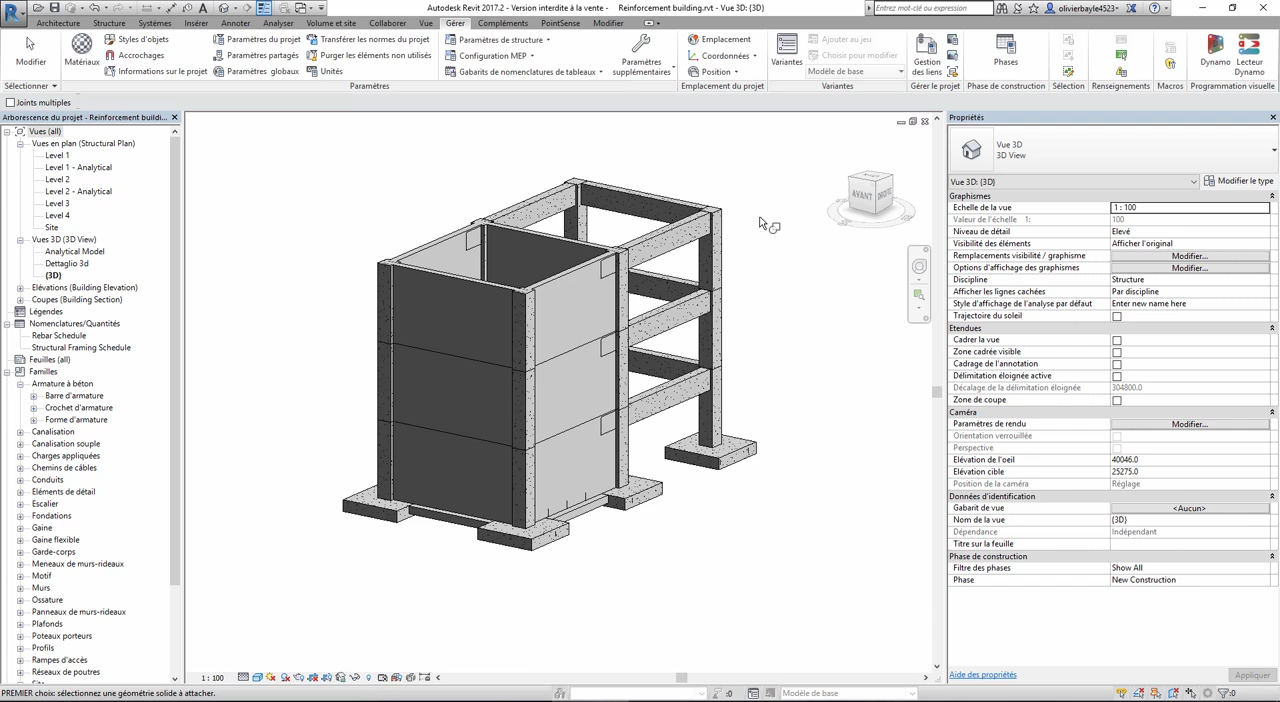 Autodesk Revit 2017.2 - Version interdite à la vente - Reinforcement building.rvt - Vue 3D: {3D}
Entrez mot-clé ou expression
olivierbayle4523...
Architecture Structure Systèmes Insérer Annoter Analyser Volume et site Collaborer Vue Gérer Compléments PointSense Modifier
Modifier
Matériaux
Styles d'objets
Accrochages
Informations sur le projet
Paramètres du projet
Paramètres partagés
Paramètres globaux
Transférer les normes du projet
Purger les éléments non utilisés
Unités
Paramètres de structure
Configuration MEP
Gabarits de nomenclatures de tableaux
Paramètres
supplémentaires
Emplacement
Coordonnées
Position
Variantes
Ajouter au jeu
Choisir pour modifier
Modèle de base
Gestion
des liens
Phases
Dynamo
Lecteur
Dynamo
Sélectionner Paramètres Emplacement du projet Variantes Gérer le projet Phase de construction Sélection Renseignements Macros Programmation visuelle
Joints multiples
Arborescence du projet - Reinforcement buildi...
Vues (all)
Vues en plan (Structural Plan)
Level 1
Level 1 - Analytical
Level 2
Level 2 - Analytical
Level 3
Level 4
Site
Vues 3D (3D View)
Analytical Model
Dettaglio 3d
{3D}
Elévations (Building Elevation)
Coupes (Building Section)
Légendes
Nomenclatures/Quantités
Rebar Schedule
Structural Framing Schedule
Feuilles (all)
Familles
Armature à béton
Barre d'armature
Crochet d'armature
Forme d'armature
Canalisation
Canalisation souple
Charges appliquées
Chemins de câbles
Conduits
Eléments de détail
Escalier
Fondations
Gaine
Gaine flexible
Garde-corps
Meneaux de murs-rideaux
Motif
Murs
Ossature
Panneaux de murs-rideaux
Plafonds
Poteaux porteurs
Profils
Rampes d'accès
Réseaux de poutres
AVANT
DROITE
1 : 100
Propriétés
Vue 3D
3D View
Vue 3D: {3D}
Modifier le type
Graphismes
Echelle de la vue 1 : 100
Valeur de l'échelle 1: 100
Niveau de détail Elevé
Visibilité des éléments Afficher l'original
Remplacements visibilité / graphisme Modifier...
Options d'affichage des graphismes Modifier...
Discipline Structure
Afficher les lignes cachées Par discipline
Style d'affichage de l'analyse par défaut Enter new name here
Trajectoire du soleil
Etendues
Cadrer la vue
Zone cadrée visible
Cadrage de l'annotation
Délimitation éloignée active
Décalage de la délimitation éloignée 304800.0
Zone de coupe
Caméra
Paramètres de rendu Modifier...
Orientation verrouillée
Perspective
Elévation de l'oeil 40046.0
Elévation cible 25275.0
Position de la caméra Réglage
Données d'identification
Gabarit de vue <Aucun>
Nom de la vue {3D}
Dépendance Indépendant
Titre sur la feuille
Phase de construction
Filtre des phases Show All
Phase New Construction
Aide des propriétés
Appliquer
PREMIER choix: sélectionnez une géométrie solide à attacher.
:0
Modèle de base
:0